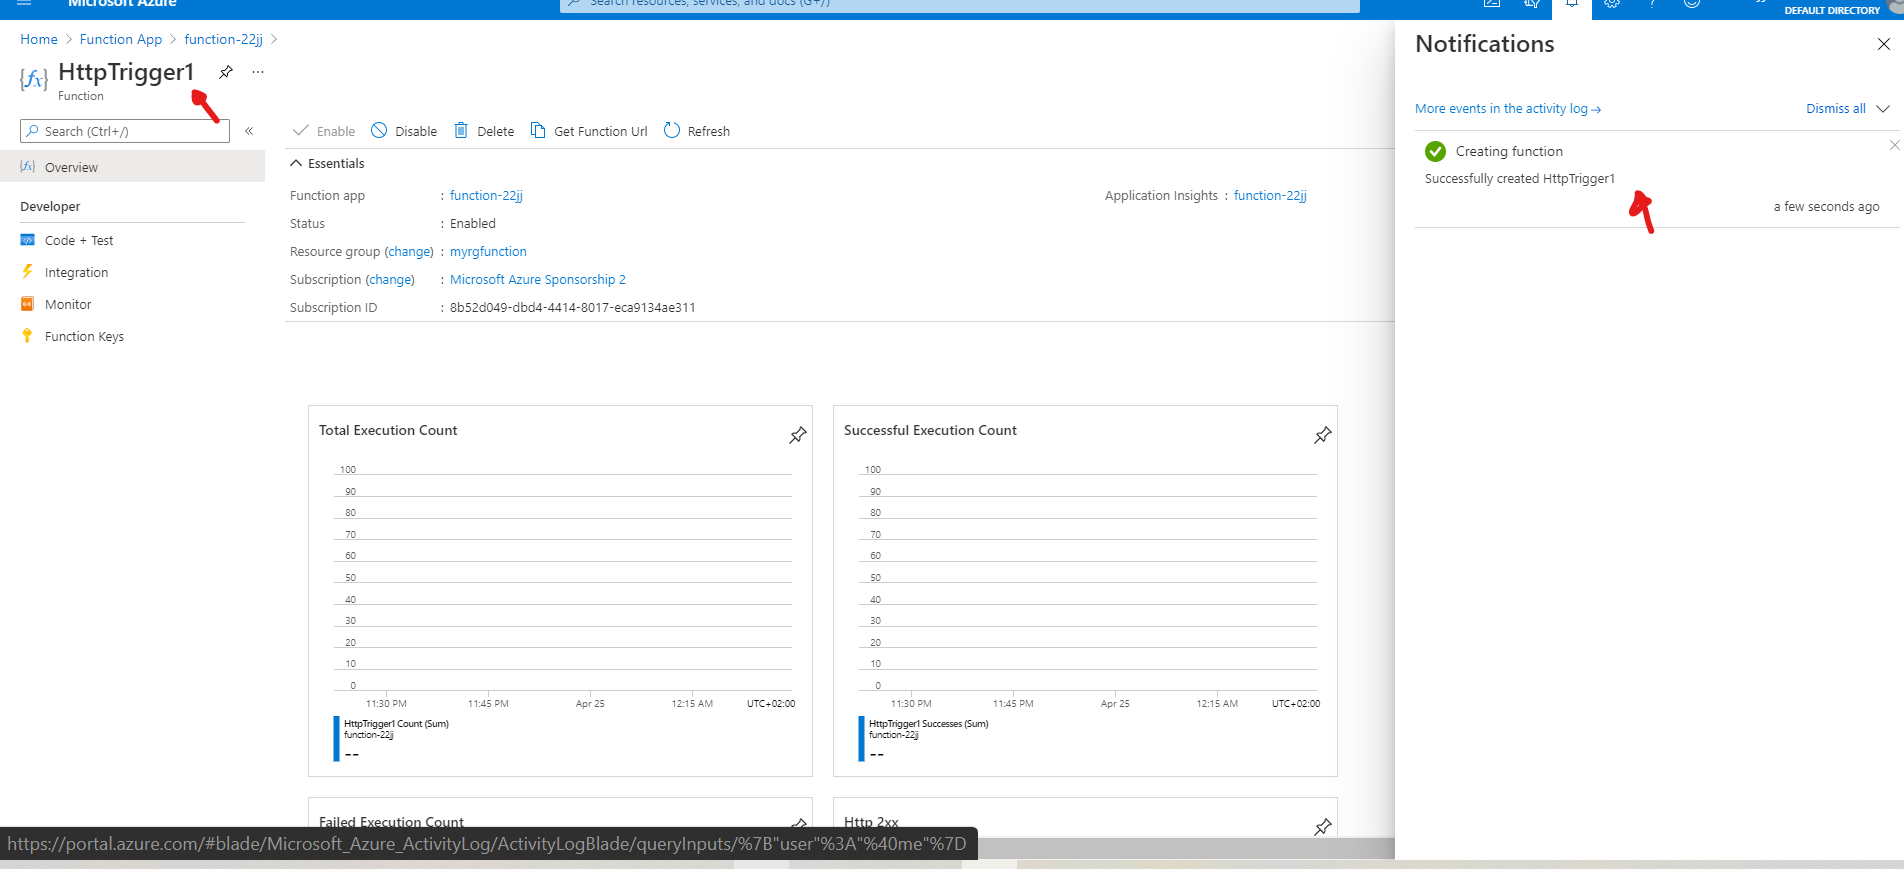 Microsoft Azure
Search resources, services, and docs (G+/)
DEFAULT DIRECTORY
Home > Function App > function-22jj >
HttpTrigger1
Function
Search (Ctrl+/)
«
Overview
Developer
Code + Test
Integration
Monitor
Function Keys
Enable Disable Delete Get Function Url Refresh
Essentials
Function app : function-22jj
Application Insights : function-22jj
Status : Enabled
Resource group (change) : myrgfunction
Subscription (change) : Microsoft Azure Sponsorship 2
Subscription ID : 8b52d049-dbd4-4414-8017-eca9134ae311
Total Execution Count
100
90
80
70
60
50
40
30
20
10
0
11:30 PM 11:45 PM Apr 25 12:15 AM UTC+02:00
HttpTrigger1 Count (Sum)
function-22jj
--
Successful Execution Count
100
90
80
70
60
50
40
30
20
10
0
11:30 PM 11:45 PM Apr 25 12:15 AM UTC+02:00
HttpTrigger1 Successes (Sum)
function-22jj
--
Failed Execution Count
Http 2xx
Notifications
More events in the activity log →
Dismiss all
Creating function
Successfully created HttpTrigger1
a few seconds ago
https://portal.azure.com/#blade/Microsoft_Azure_ActivityLog/ActivityLogBlade/queryInputs/%7B"user"%3A"%40me"%7D